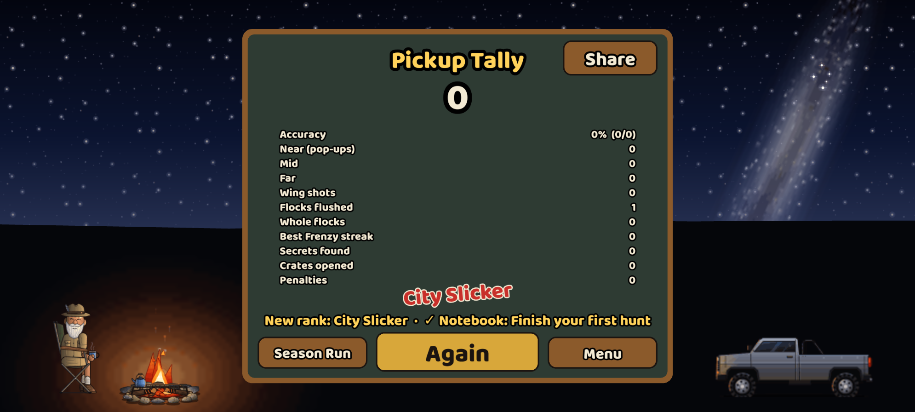 Pickup Tally
Share
0
Accuracy 0% (0/0)
Near (pop-ups) 0
Mid 0
Far 0
Wing shots 0
Flocks flushed 1
Whole flocks 0
Best Frenzy streak 0
Secrets found 0
Crates opened 0
Penalties 0
City Slicker
New rank: City Slicker · ✓ Notebook: Finish your first hunt
Season Run
Again
Menu